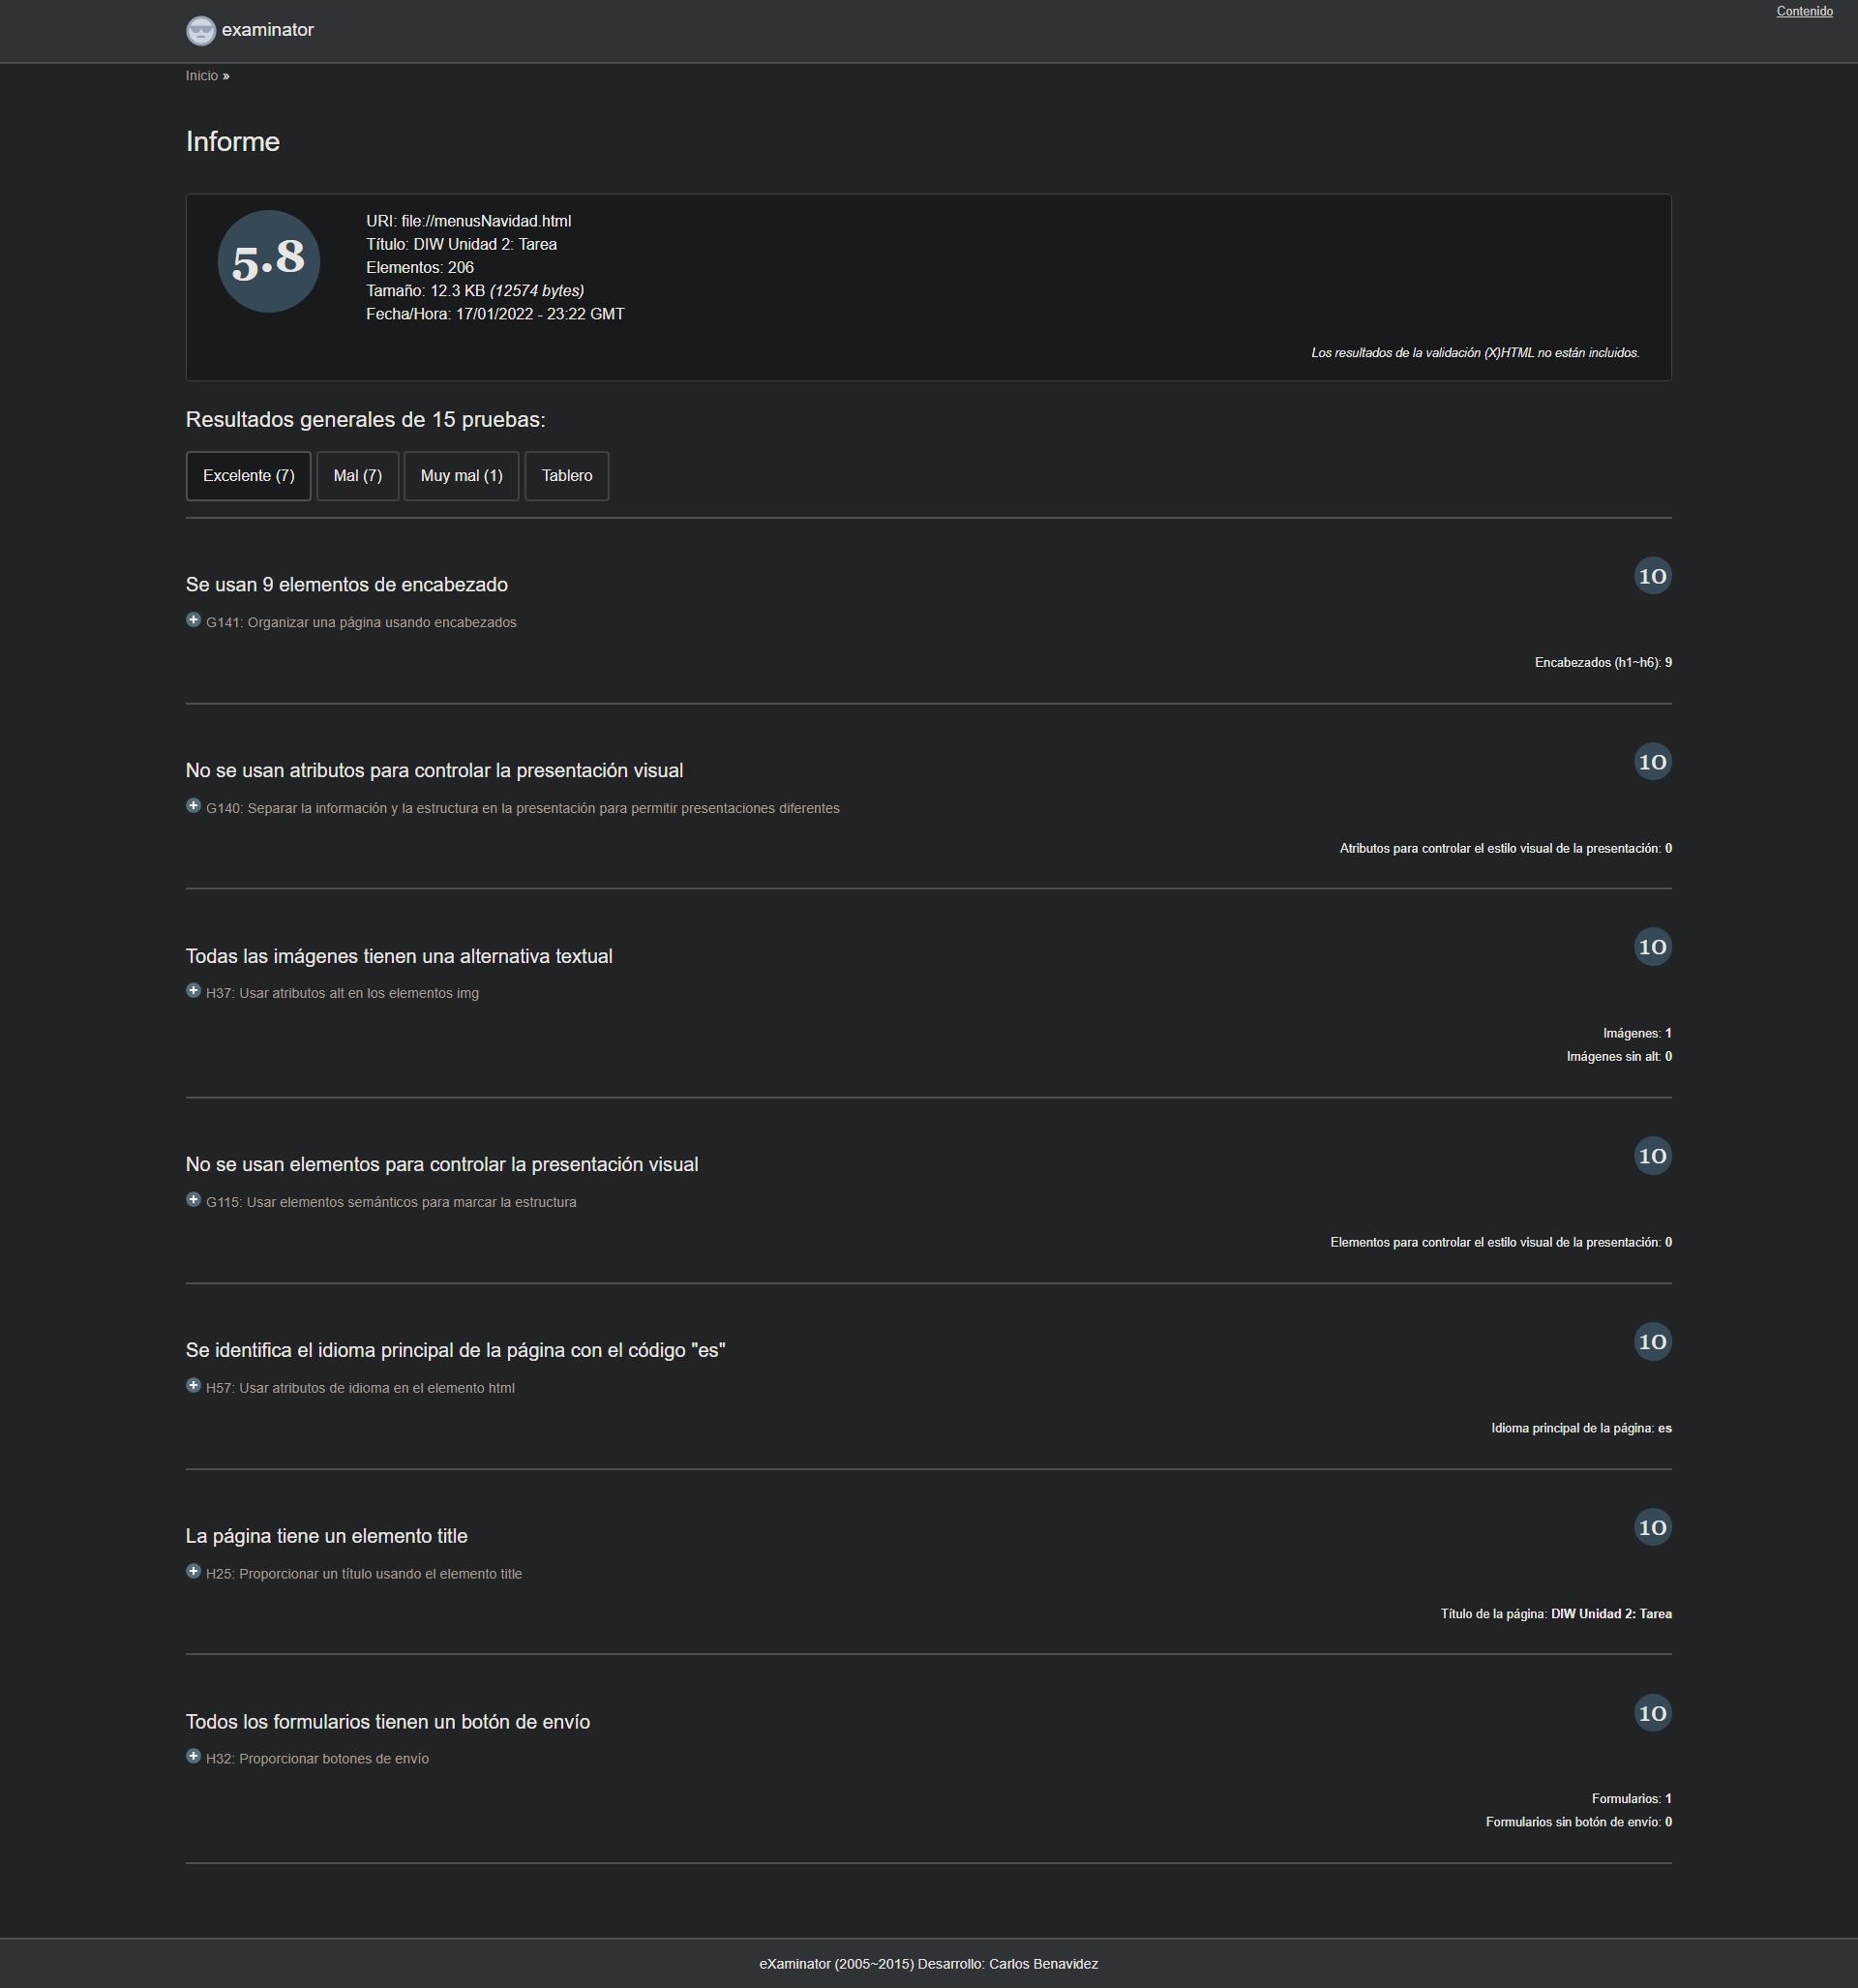 Contenido
examinator
Inicio »
Informe
5.8
URI: file://menusNavidad.html
Título: DIW Unidad 2: Tarea
Elementos: 206
Tamaño: 12.3 KB (12574 bytes)
Fecha/Hora: 17/01/2022 - 23:22 GMT
Los resultados de la validación (X)HTML no están incluidos.
Resultados generales de 15 pruebas:
Excelente (7) Mal (7) Muy mal (1) Tablero
10
Se usan 9 elementos de encabezado
G141: Organizar una página usando encabezados
Encabezados (h1~h6): 9
10
No se usan atributos para controlar la presentación visual
G140: Separar la información y la estructura en la presentación para permitir presentaciones diferentes
Atributos para controlar el estilo visual de la presentación: 0
10
Todas las imágenes tienen una alternativa textual
H37: Usar atributos alt en los elementos img
Imágenes: 1
Imágenes sin alt: 0
10
No se usan elementos para controlar la presentación visual
G115: Usar elementos semánticos para marcar la estructura
Elementos para controlar el estilo visual de la presentación: 0
10
Se identifica el idioma principal de la página con el código "es"
H57: Usar atributos de idioma en el elemento html
Idioma principal de la página: es
10
La página tiene un elemento title
H25: Proporcionar un título usando el elemento title
Título de la página: DIW Unidad 2: Tarea
10
Todos los formularios tienen un botón de envío
H32: Proporcionar botones de envío
Formularios: 1
Formularios sin botón de envío: 0
eXaminator (2005~2015) Desarrollo: Carlos Benavidez